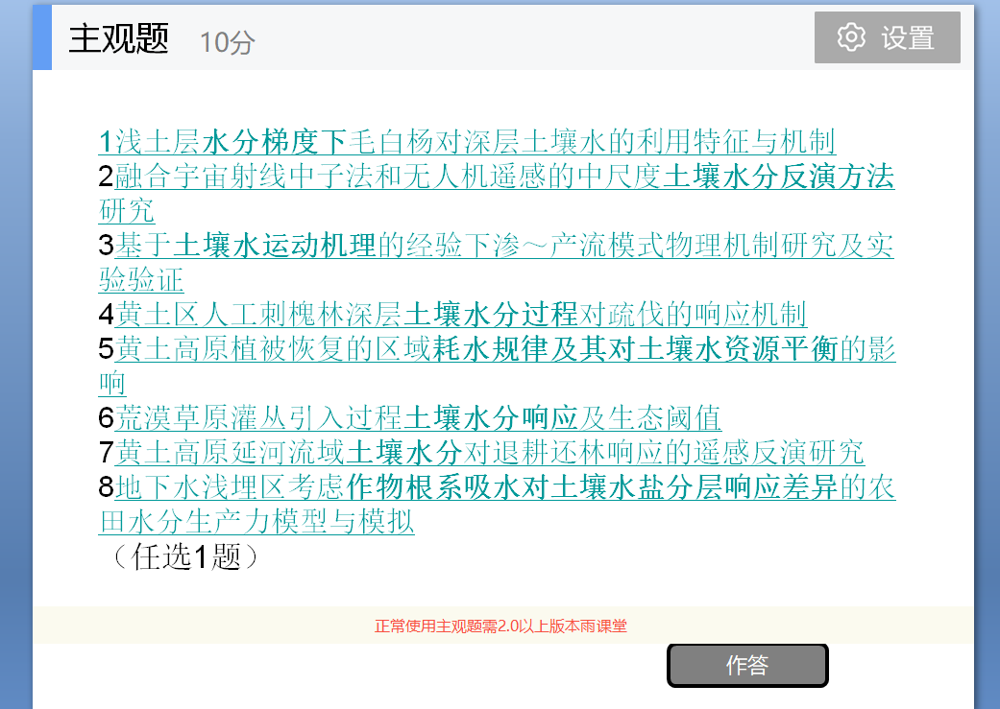 主观题 10分 设置
1浅土层水分梯度下毛白杨对深层土壤水的利用特征与机制
2融合宇宙射线中子法和无人机遥感的中尺度土壤水分反演方法
研究
3基于土壤水运动机理的经验下渗～产流模式物理机制研究及实
验验证
4黄土区人工刺槐林深层土壤水分过程对疏伐的响应机制
5黄土高原植被恢复的区域耗水规律及其对土壤水资源平衡的影
响
6荒漠草原灌丛引入过程土壤水分响应及生态阈值
7黄土高原延河流域土壤水分对退耕还林响应的遥感反演研究
8地下水浅埋区考虑作物根系吸水对土壤水盐分层响应差异的农
田水分生产力模型与模拟
（任选1题）
正常使用主观题需2.0以上版本雨课堂
作答